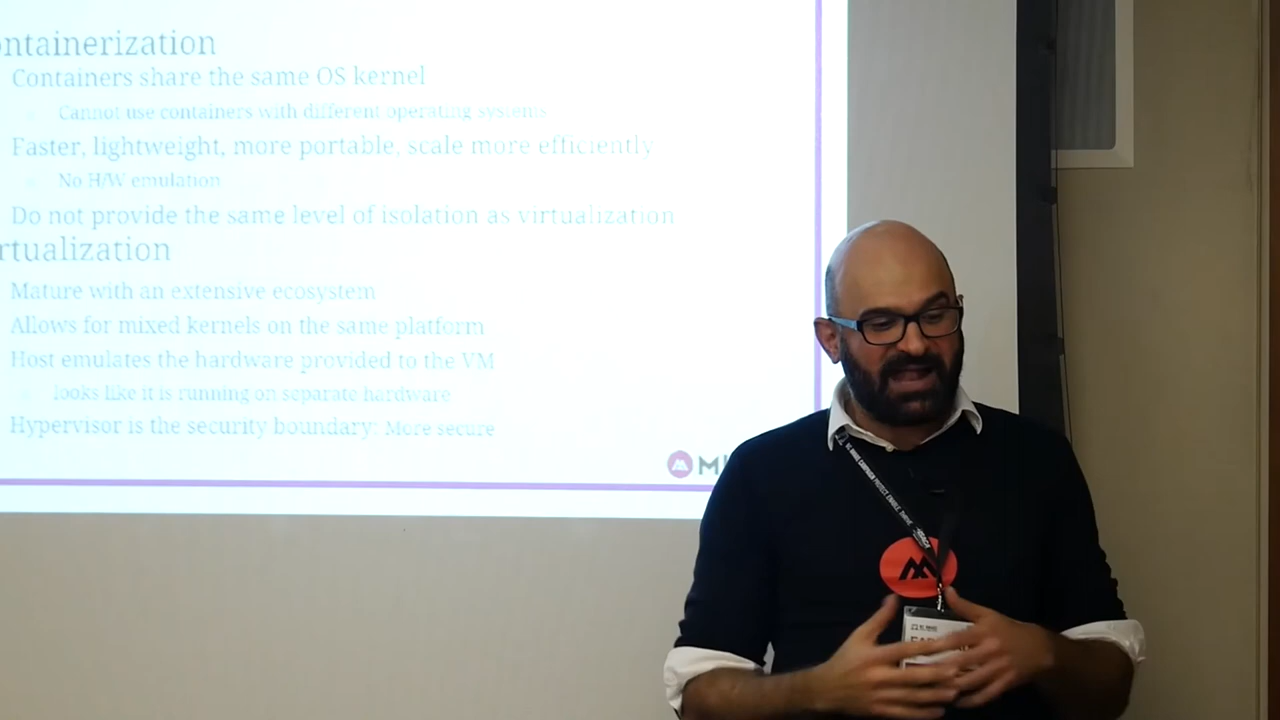 ontainerization
Containers share the same OS kernel
Cannot use containers with different operating systems
Faster, lightweight, more portable, scale more efficiently
No H/W emulation
Do not provide the same level of isolation as virtualization
rtualization
Mature with an extensive ecosystem
Allows for mixed kernels on the same platform
Host emulates the hardware provided to the VM
looks like it is running on separate hardware
Hypervisor is the security boundary: More secure
M